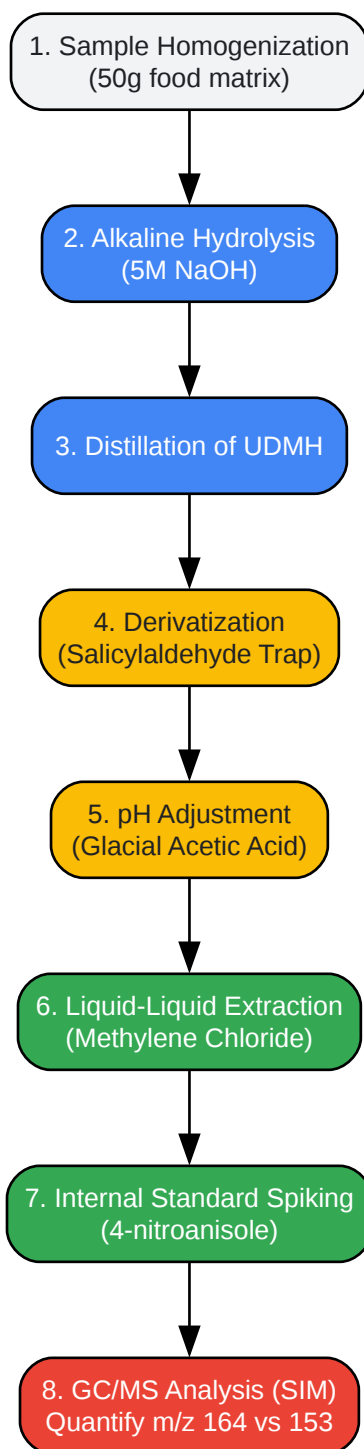 1. Sample Homogenization
(50g food matrix)
2. Alkaline Hydrolysis
(5M NaOH)
3. Distillation of UDMH
4. Derivatization
(Salicylaldehyde Trap)
5. pH Adjustment
(Glacial Acetic Acid)
6. Liquid-Liquid Extraction
(Methylene Chloride)
7. Internal Standard Spiking
(4-nitroanisole)
8. GC/MS Analysis (SIM)
Quantify m/z 164 vs 153